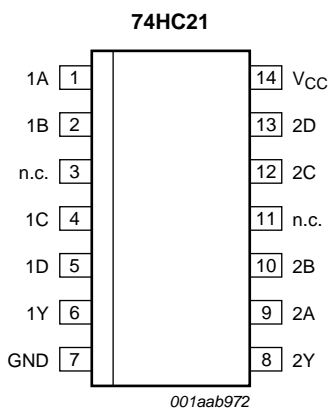 74HC21
1A 1 14 VCC
1B 2 13 2D
n.c. 3 12 2C
1C 4 11 n.c.
1D 5 10 2B
1Y 6 9 2A
GND 7 8 2Y
001aab972